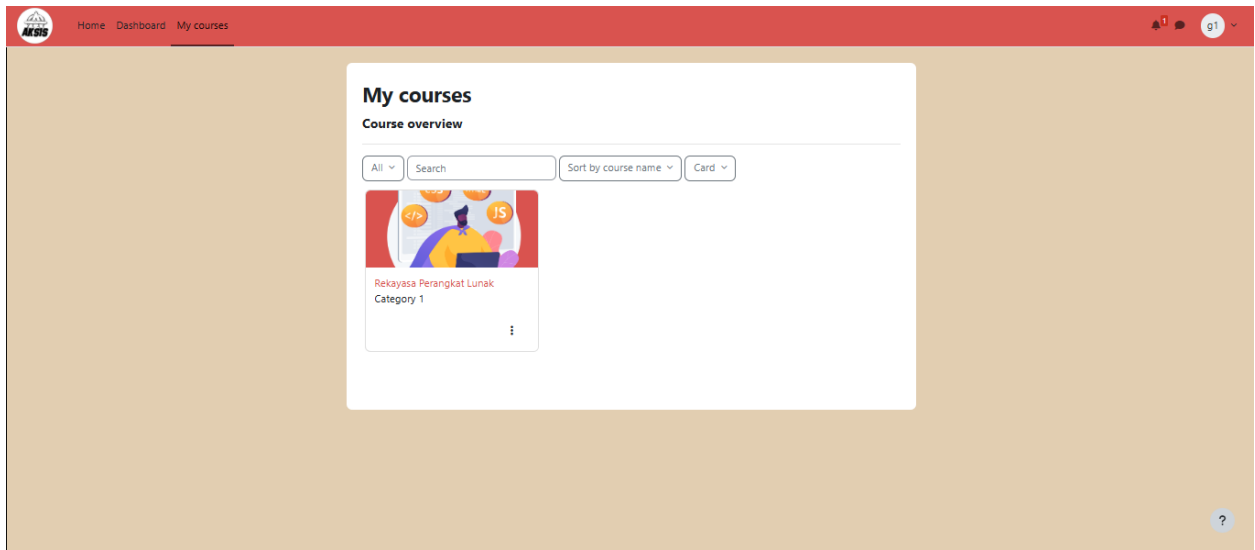 AKSIS
Home Dashboard My courses
1
g1
My courses
Course overview
All
Search
Sort by course name
Card
</>
JS
Rekayasa Perangkat Lunak
Category 1
?